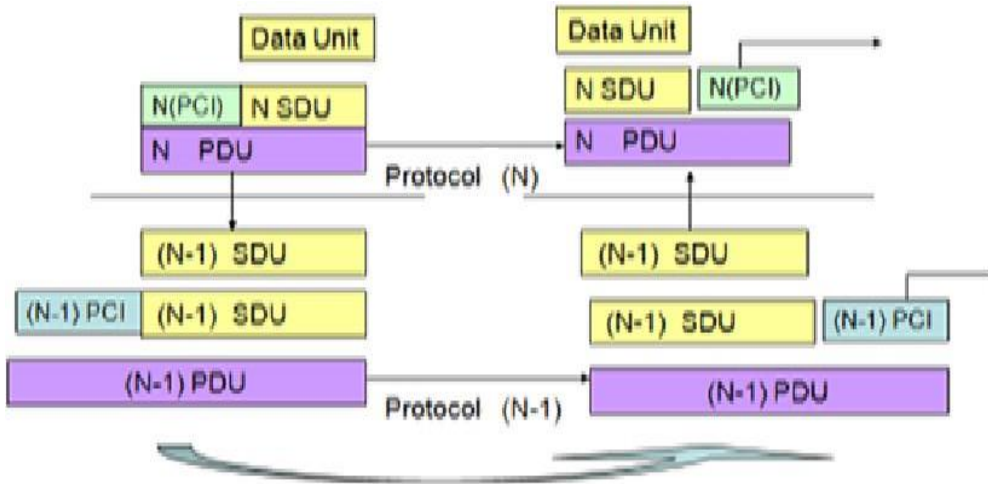 Data Unit
N(PCI) N SDU
N PDU
Protocol (N)
(N-1) SDU
(N-1) PCI (N-1) SDU
(N-1) PDU
Protocol (N-1)
Data Unit
N SDU N(PCI)
N PDU
(N-1) SDU
(N-1) SDU (N-1) PCI
(N-1) PDU